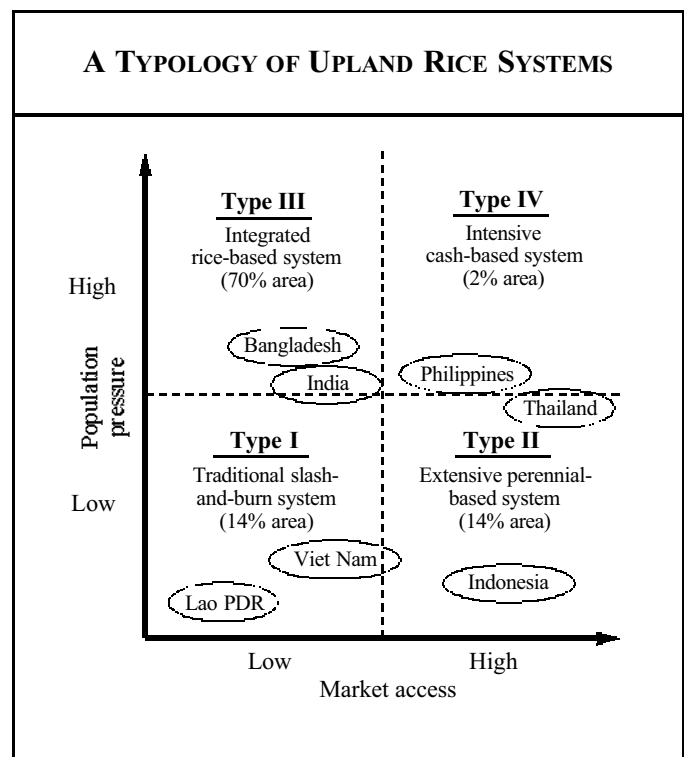 A TYPOLOGY OF UPLAND RICE SYSTEMS
Type III
Integrated
rice-based system
(70% area)
Type IV
Intensive
cash-based system
(2% area)
High
Bangladesh
India
Philippines
Thailand
Population
pressure
Type I
Traditional slash-
and-burn system
(14% area)
Type II
Extensive perennial-
based system
(14% area)
Low
Viet Nam
Lao PDR
Indonesia
Low
High
Market access